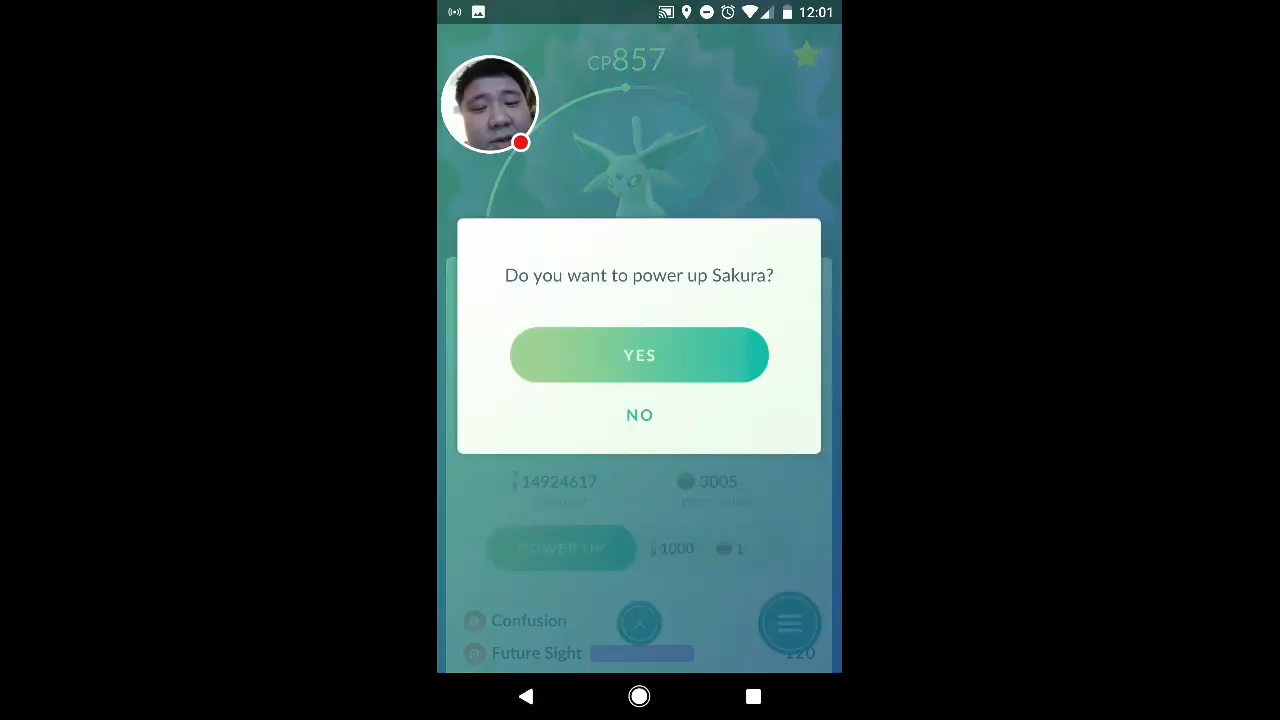 12:01
CP857
Do you want to power up Sakura?
YES
NO
14924617
3005
POWER UP
1000
1
Confusion
Future Sight
120